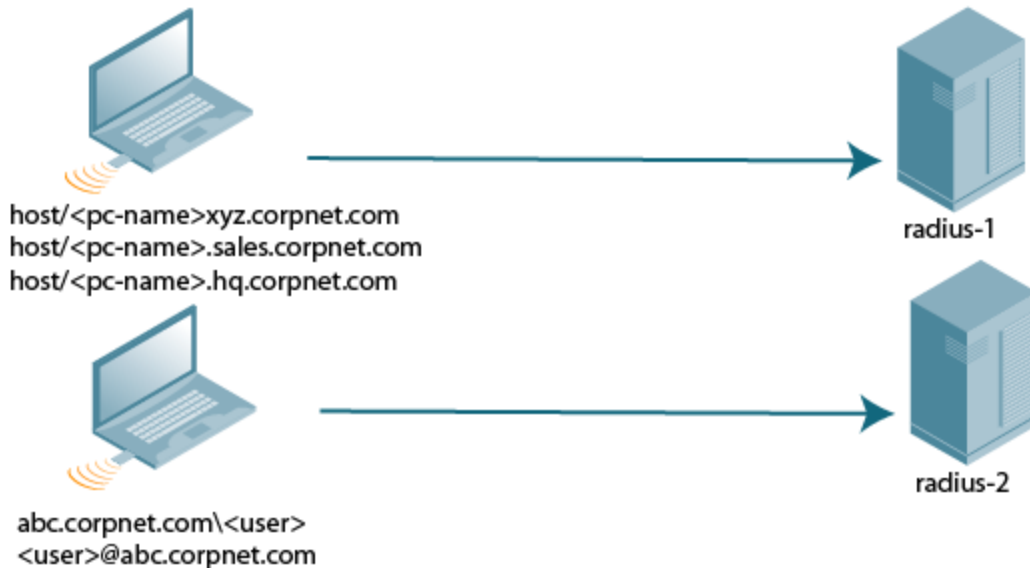 host/<pc-name>xyz.corpnet.com
host/<pc-name>.sales.corpnet.com
host/<pc-name>.hq.corpnet.com
radius-1
abc.corpnet.com\<user>
<user>@abc.corpnet.com
radius-2